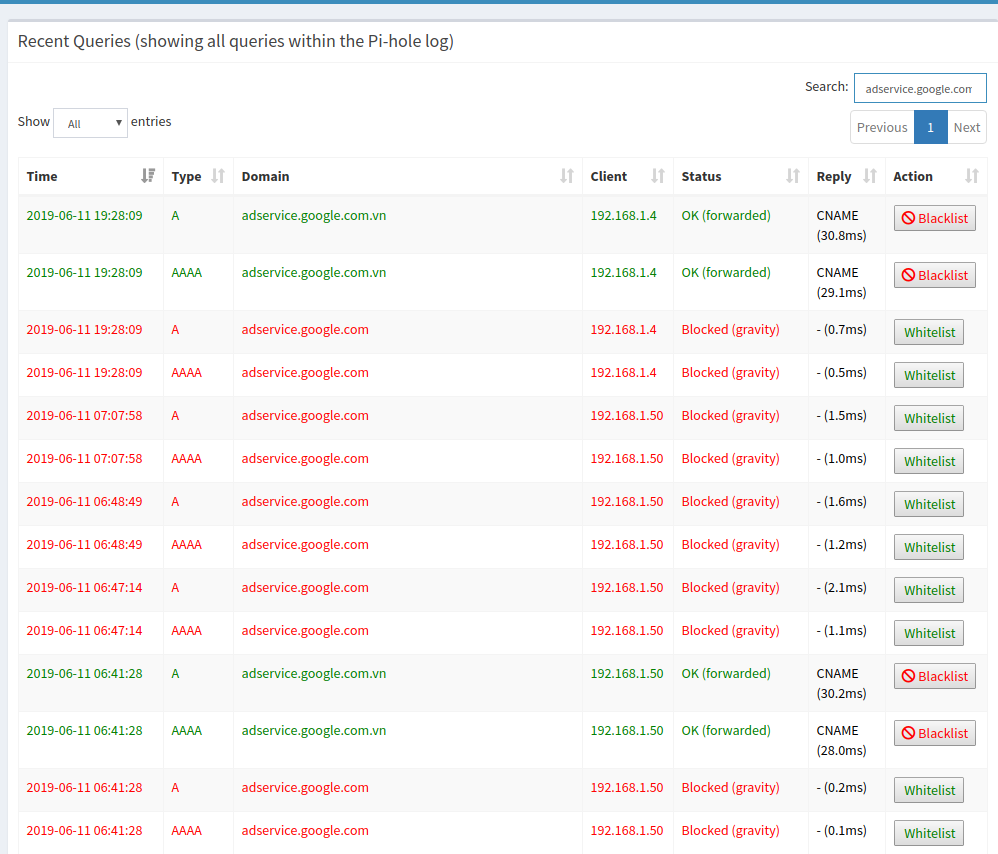 Recent Queries (showing all queries within the Pi-hole log)
Search: adservice.google.com
Show All entries
Previous 1 Next
Time Type Domain Client Status Reply Action
2019-06-11 19:28:09 A adservice.google.com.vn 192.168.1.4 OK (forwarded) CNAME Blacklist
(30.8ms)
2019-06-11 19:28:09 AAAA adservice.google.com.vn 192.168.1.4 OK (forwarded) CNAME Blacklist
(29.1ms)
2019-06-11 19:28:09 A adservice.google.com 192.168.1.4 Blocked (gravity) - (0.7ms) Whitelist
2019-06-11 19:28:09 AAAA adservice.google.com 192.168.1.4 Blocked (gravity) - (0.5ms) Whitelist
2019-06-11 07:07:58 A adservice.google.com 192.168.1.50 Blocked (gravity) - (1.5ms) Whitelist
2019-06-11 07:07:58 AAAA adservice.google.com 192.168.1.50 Blocked (gravity) - (1.0ms) Whitelist
2019-06-11 06:48:49 A adservice.google.com 192.168.1.50 Blocked (gravity) - (1.6ms) Whitelist
2019-06-11 06:48:49 AAAA adservice.google.com 192.168.1.50 Blocked (gravity) - (1.2ms) Whitelist
2019-06-11 06:47:14 A adservice.google.com 192.168.1.50 Blocked (gravity) - (2.1ms) Whitelist
2019-06-11 06:47:14 AAAA adservice.google.com 192.168.1.50 Blocked (gravity) - (1.1ms) Whitelist
2019-06-11 06:41:28 A adservice.google.com.vn 192.168.1.50 OK (forwarded) CNAME Blacklist
(30.2ms)
2019-06-11 06:41:28 AAAA adservice.google.com.vn 192.168.1.50 OK (forwarded) CNAME Blacklist
(28.0ms)
2019-06-11 06:41:28 A adservice.google.com 192.168.1.50 Blocked (gravity) - (0.2ms) Whitelist
2019-06-11 06:41:28 AAAA adservice.google.com 192.168.1.50 Blocked (gravity) - (0.1ms) Whitelist